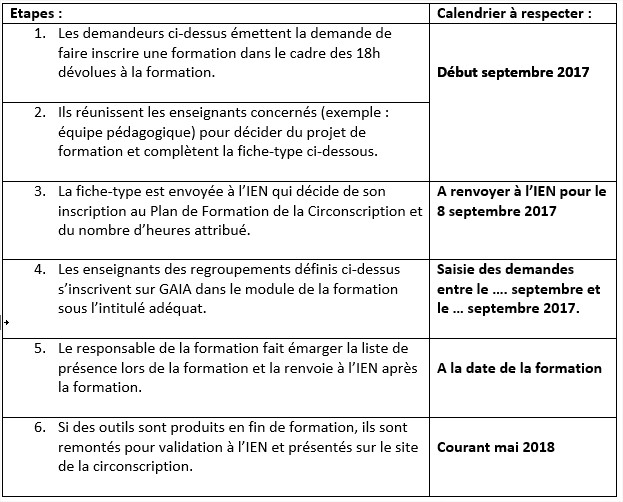 Etapes :
Calendrier à respecter :
1. Les demandeurs ci-dessus émettent la demande de
faire inscrire une formation dans le cadre des 18h
dévolues à la formation.
Début septembre 2017
2. Ils réunissent les enseignants concernés (exemple :
équipe pédagogique) pour décider du projet de
formation et complètent la fiche-type ci-dessous.
3. La fiche-type est envoyée à l’IEN qui décide de son
inscription au Plan de Formation de la Circonscription et
du nombre d’heures attribué.
A renvoyer à l’IEN pour le
8 septembre 2017
4. Les enseignants des regroupements définis ci-dessus
s’inscrivent sur GAIA dans le module de la formation
sous l’intitulé adéquat.
Saisie des demandes
entre le .... septembre et
le ... septembre 2017.
5. Le responsable de la formation fait émarger la liste de
présence lors de la formation et la renvoie à l’IEN après
la formation.
A la date de la formation
6. Si des outils sont produits en fin de formation, ils sont
remontés pour validation à l’IEN et présentés sur le site
de la circonscription.
Courant mai 2018